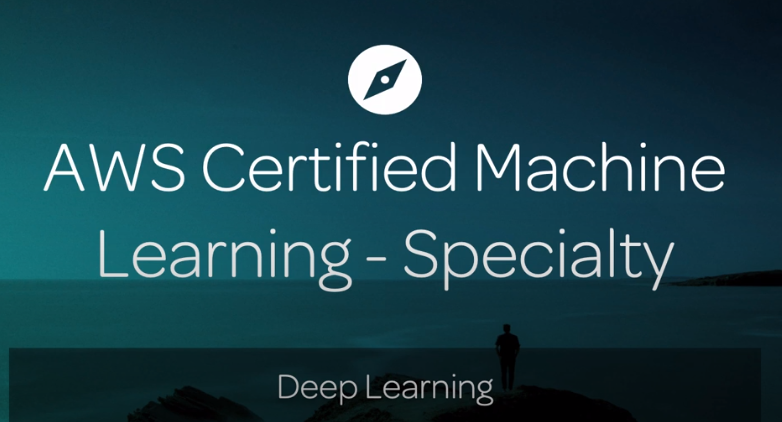 AWS Certified Machine
Learning - Specialty
Deep Learning